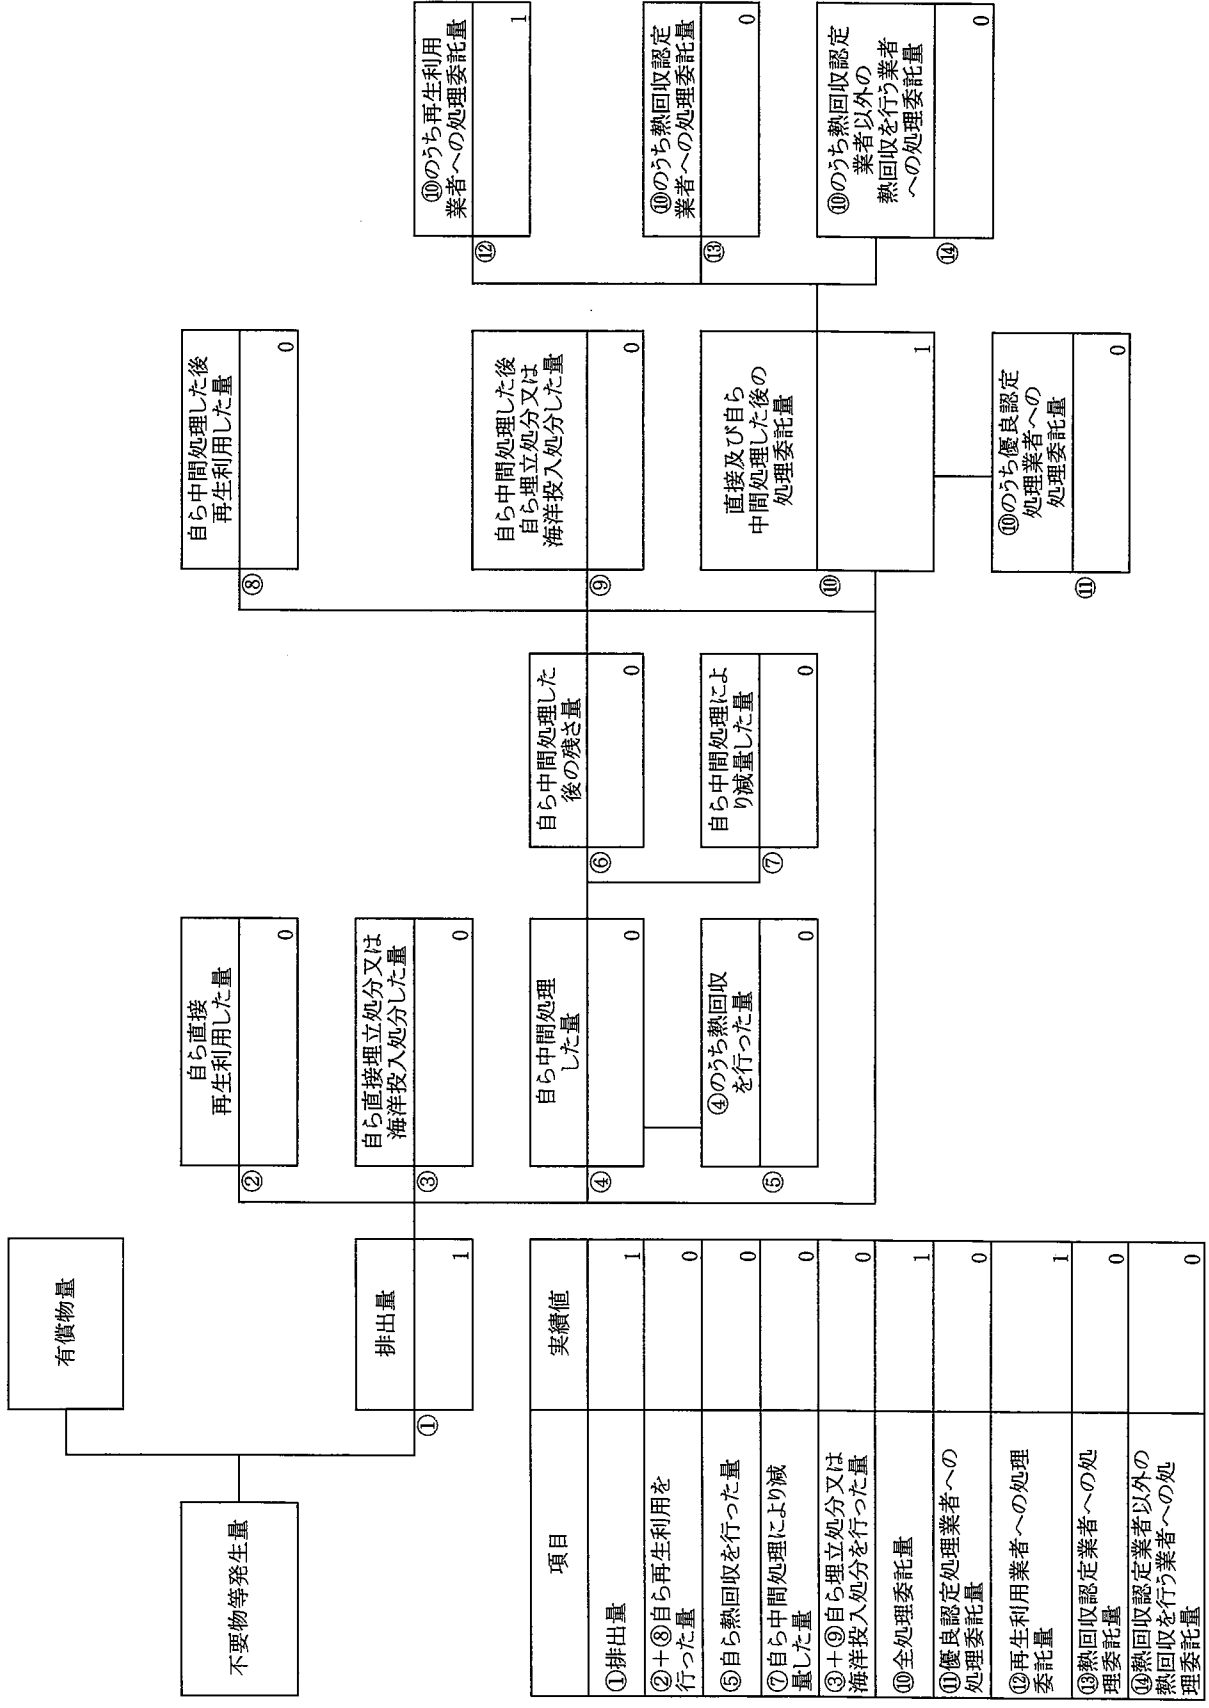 不要物等発生量
有償物量
①
排出量
1
②
自ら直接
再生利用した量
0
③
自ら直接埋立処分又は
海洋投入処分した量
0
④
自ら中間処理
した量
0
⑤
④のうち熱回収
を行った量
0
⑥
自ら中間処理した
後の残さ量
0
⑦
自ら中間処理によ
り減量した量
0
⑧
自ら中間処理した後
再生利用した量
0
⑨
自ら中間処理した後
自ら埋立処分又は
海洋投入処分した量
0
⑩
直接及び自ら
中間処理した後の
処理委託量
1
⑪
⑩のうち優良認定
処理業者への
処理委託量
0
⑫
⑩のうち再生利用
業者への処理委託量
1
⑬
⑩のうち熱回収認定
業者への処理委託量
0
⑭
⑩のうち熱回収認定
業者以外の
熱回収を行う業者
への処理委託量
0
項目 実績値
①排出量 1
②+⑧自ら再生利用を
行った量 0
⑤自ら熱回収を行った量 0
⑦自ら中間処理により減
量した量 0
③+⑨自ら埋立処分又は
海洋投入処分を行った量 0
⑩全処理委託量 1
⑪優良認定処理業者への
処理委託量 0
⑫再生利用業者への処理
委託量 1
⑬熱回収認定業者への処
理委託量 0
⑭熱回収認定業者以外の
熱回収を行う業者への処
理委託量 0